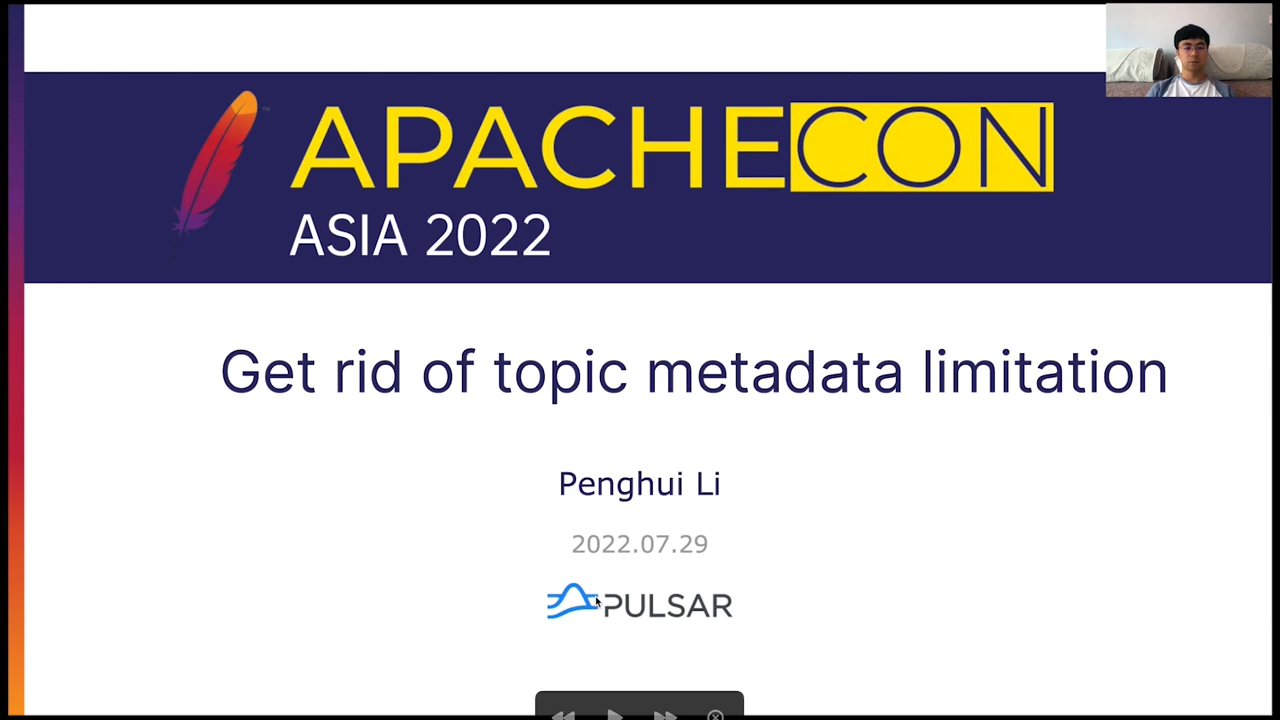 APACHECON
ASIA 2022
Get rid of topic metadata limitation
Penghui Li
2022.07.29
PULSAR